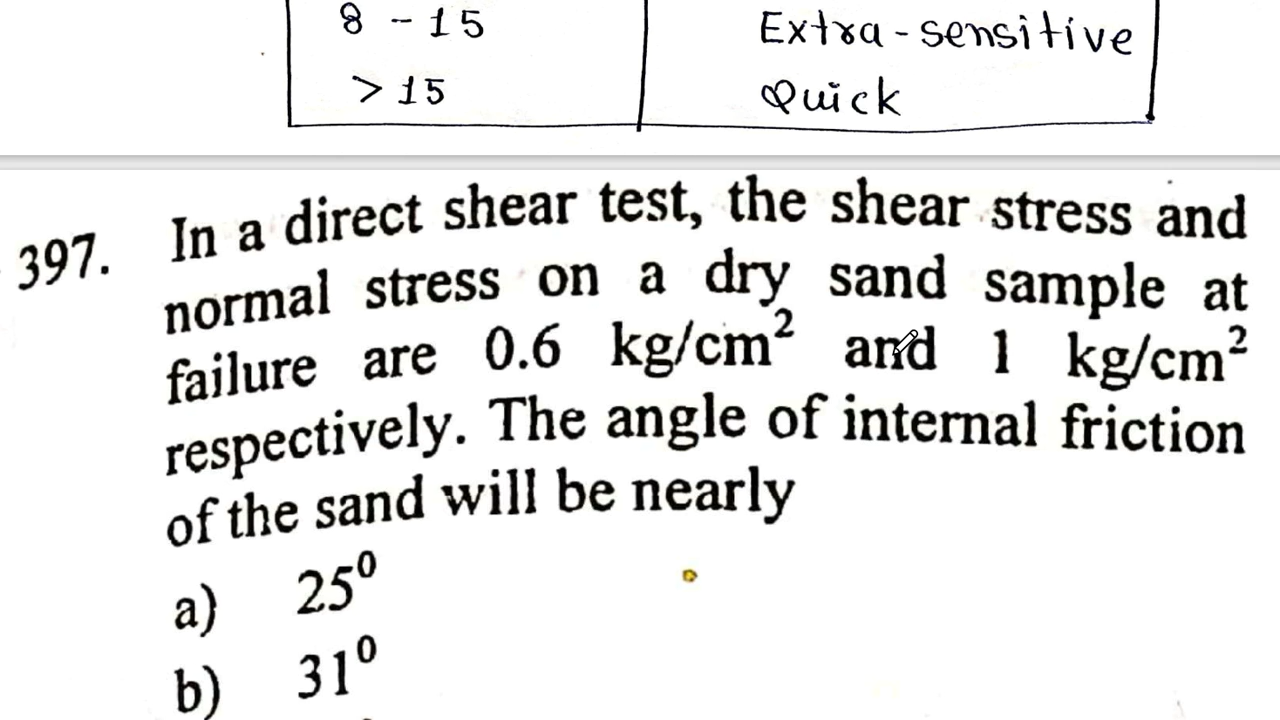 8 - 15 Extra-sensitive
> 15 Quick
397. In a direct shear test, the shear stress and
normal stress on a dry sand sample at
failure are 0.6 kg/cm² and 1 kg/cm²
respectively. The angle of internal friction
of the sand will be nearly
a) 25⁰
b) 31⁰